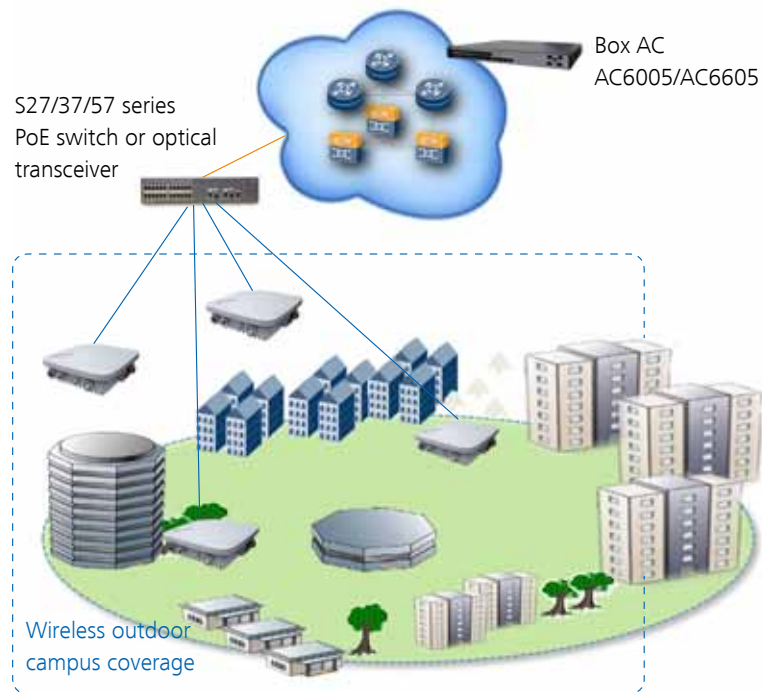 Box AC
AC6005/AC6605
S27/37/57 series
PoE switch or optical
transceiver
Wireless outdoor
campus coverage